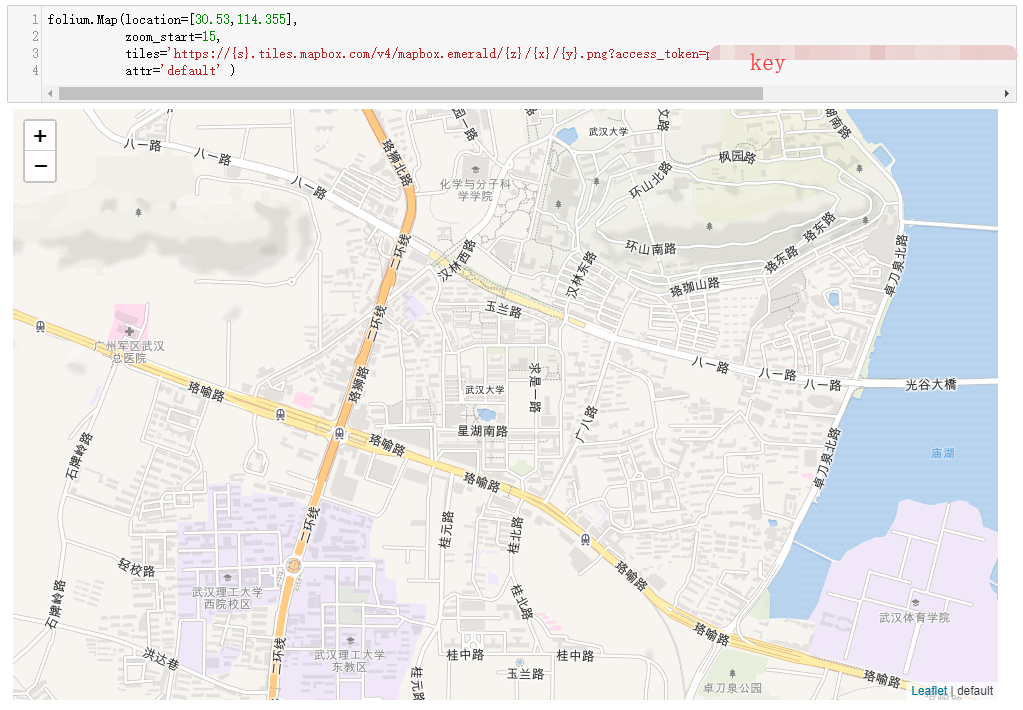 1 folium.Map(location=[30.53,114.355],
2 zoom_start=15,
3 tiles='https://{s}.tiles.mapbox.com/v4/mapbox.emerald/{z}/{x}/{y}.png?access_token=p
4 attr='default' )
key
+
−
八一路
八一路
八一路
珞狮北路
园一路
武汉大学
文路
湖南路
枫园路
化学与分子科
学学院
环山北路
环山南路
珞东路
珞东路
汉林西路
汉林东路
珞珈山路
卓刀泉北路
二环线
玉兰路
二环线
广州军区武汉
总医院
八一路
八一路
八一路
光谷大橋
珞狮路
武汉大学
求是一路
珞喻路
星湖南路
广八路
珞喻路
石牌岭路
卓刀泉北路
庙湖
珞喻路
二环线
桂元路
桂北路
轻校路
武汉理工大学
西院校区
珞喻路
石牌岭路
桂北路
武汉体育学院
珞喻路
洪达巷
二环线
武汉理工大学
东教区
桂中路
桂中路
玉兰路
桂元路
珞喻路
卓刀泉公园
Leaflet | default